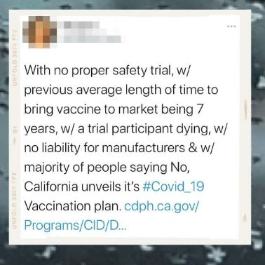 With no proper safety trial, w/
previous average length of time to
bring vaccine to market being 7
years, w/ a trial participant dying, w/
no liability for manufacturers & w/
majority of people saying No,
California unveils it's #Covid_19
Vaccination plan. cdph.ca.gov/
Programs/CID/D...